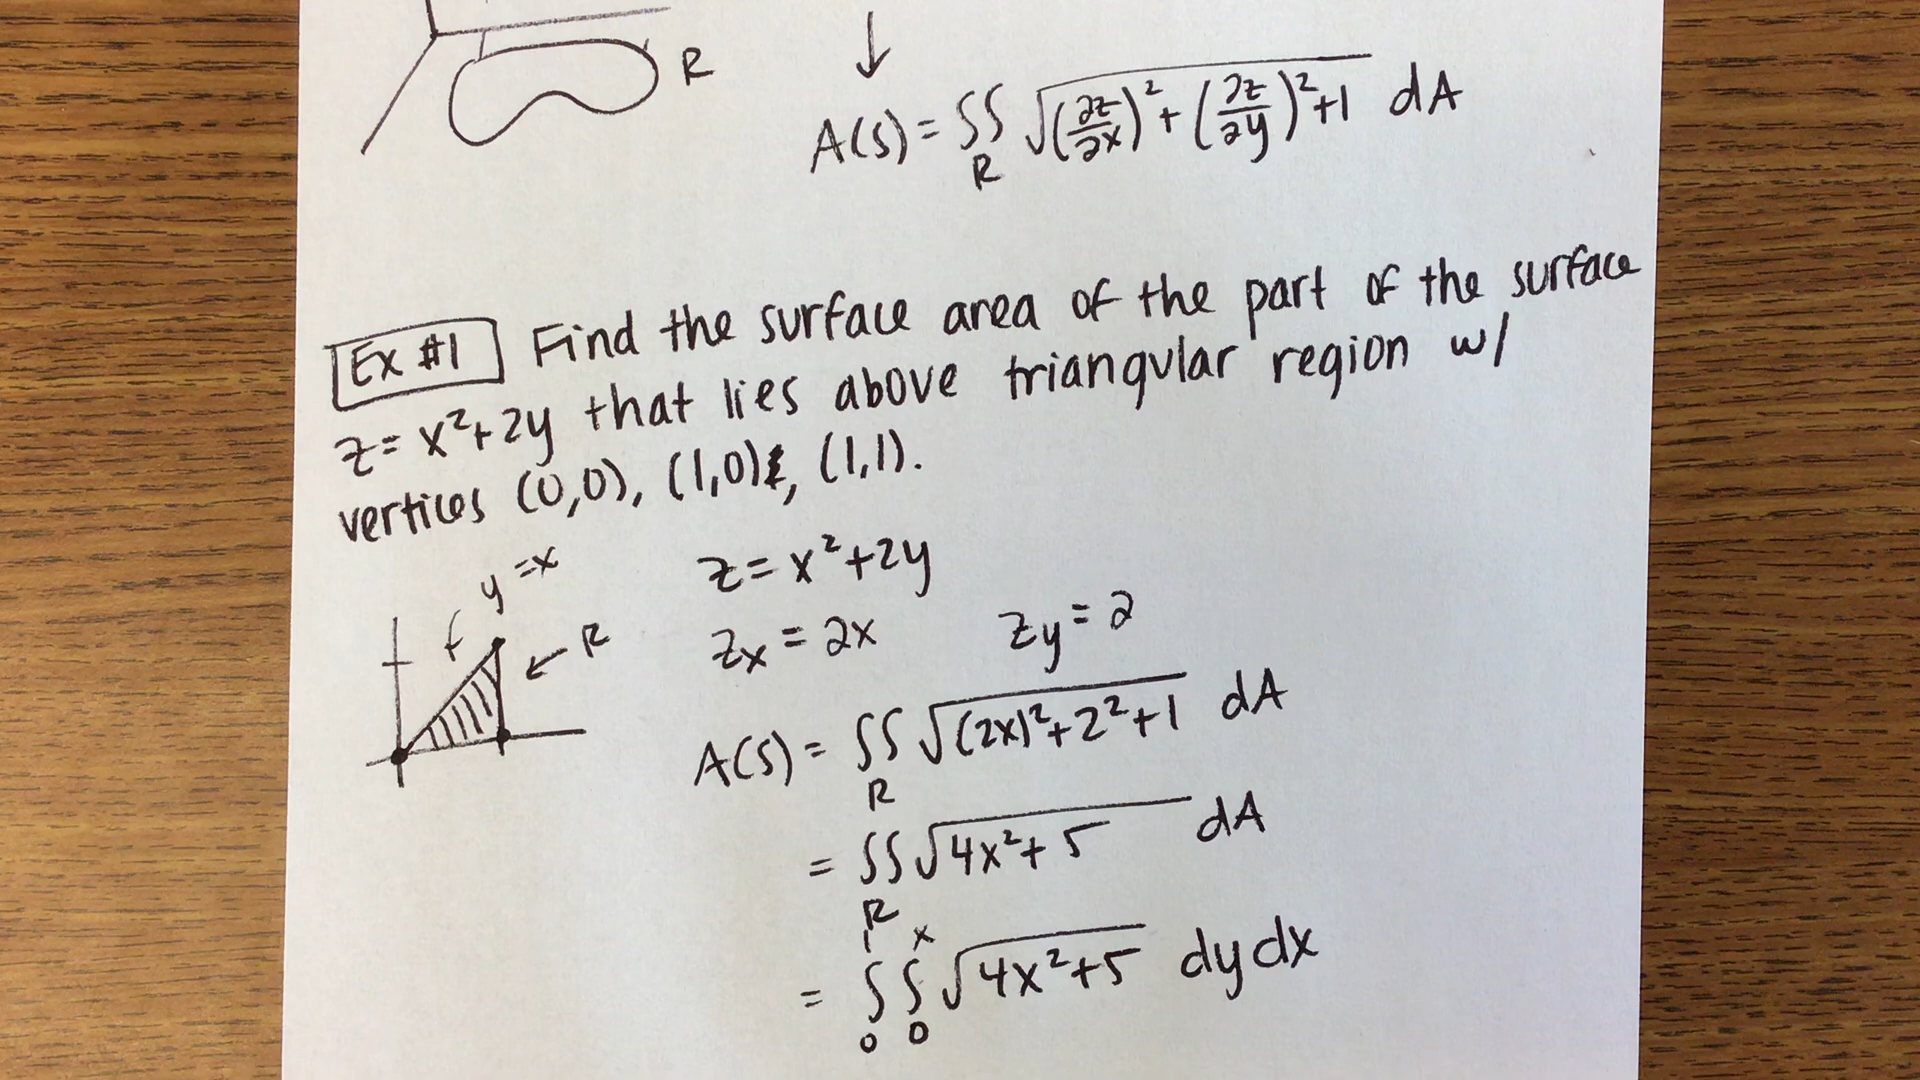 R
↓
A(S) = ∬_R √((∂z/∂x)² + (∂z/∂y)² + 1) dA
Ex #1 Find the surface area of the part of the surface
z = x² + 2y that lies above triangular region w/
vertices (0,0), (1,0) &, (1,1).
y = x
← R
z = x² + 2y
z_x = 2x z_y = 2
A(S) = ∬_R √((2x)² + 2² + 1) dA
= ∬_R √(4x² + 5) dA
= ∫₀¹ ∫₀ˣ √(4x² + 5) dy dx